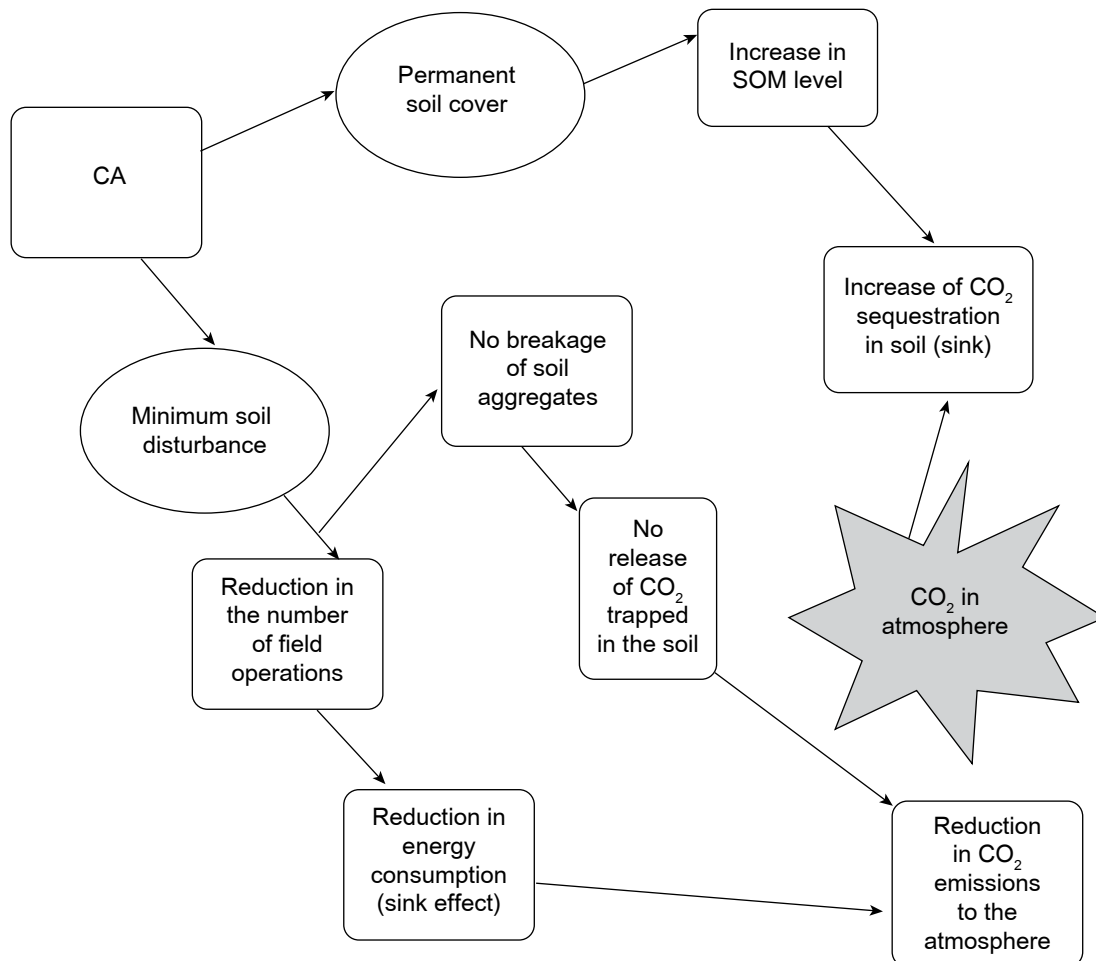 Permanent
soil cover
Increase in
SOM level
CA
Increase of CO₂
sequestration
in soil (sink)
No breakage
of soil
aggregates
Minimum soil
disturbance
No
release of CO₂
trapped
in the soil
Reduction in
the number
of field
operations
CO₂ in
atmosphere
Reduction in
energy
consumption
(sink effect)
Reduction
in CO₂
emissions
to the
atmosphere